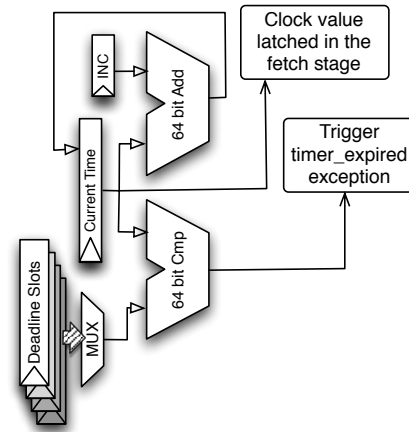 Clock value
latched in the
fetch stage
INC
64 bit Add
Trigger
timer_expired
exception
Current Time
64 bit Cmp
Deadline Slots
MUX